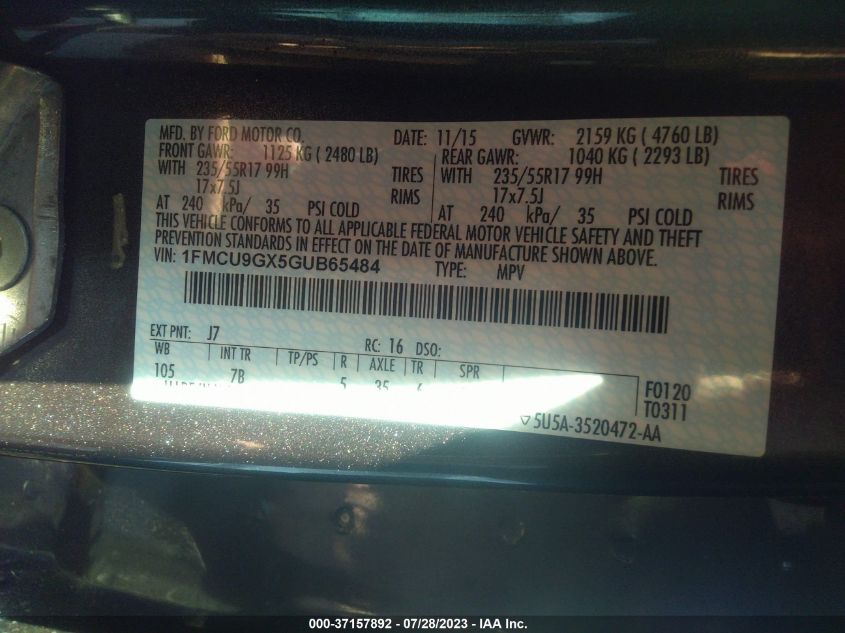 MFD. BY FORD MOTOR CO. DATE: 11/15 GVWR: 2159 KG ( 4760 LB)
FRONT GAWR: 1125 KG ( 2480 LB) REAR GAWR: 1040 KG ( 2293 LB)
WITH 235/55R17 99H TIRES WITH 235/55R17 99H TIRES
17x7.5J RIMS 17x7.5J RIMS
AT 240 kPa/ 35 PSI COLD AT 240 kPa/ 35 PSI COLD
THIS VEHICLE CONFORMS TO ALL APPLICABLE FEDERAL MOTOR VEHICLE SAFETY AND THEFT
PREVENTION STANDARDS IN EFFECT ON THE DATE OF MANUFACTURE SHOWN ABOVE.
VIN: 1FMCU9GX5GUB65484 TYPE: MPV
EXT PNT: J7 RC: 16 DSO:
WB INT TR TP/PS R AXLE TR SPR
105 7B 5 35
F0120
T0311
5U5A-3520472-AA
000-37157892 - 07/28/2023 - IAA Inc.